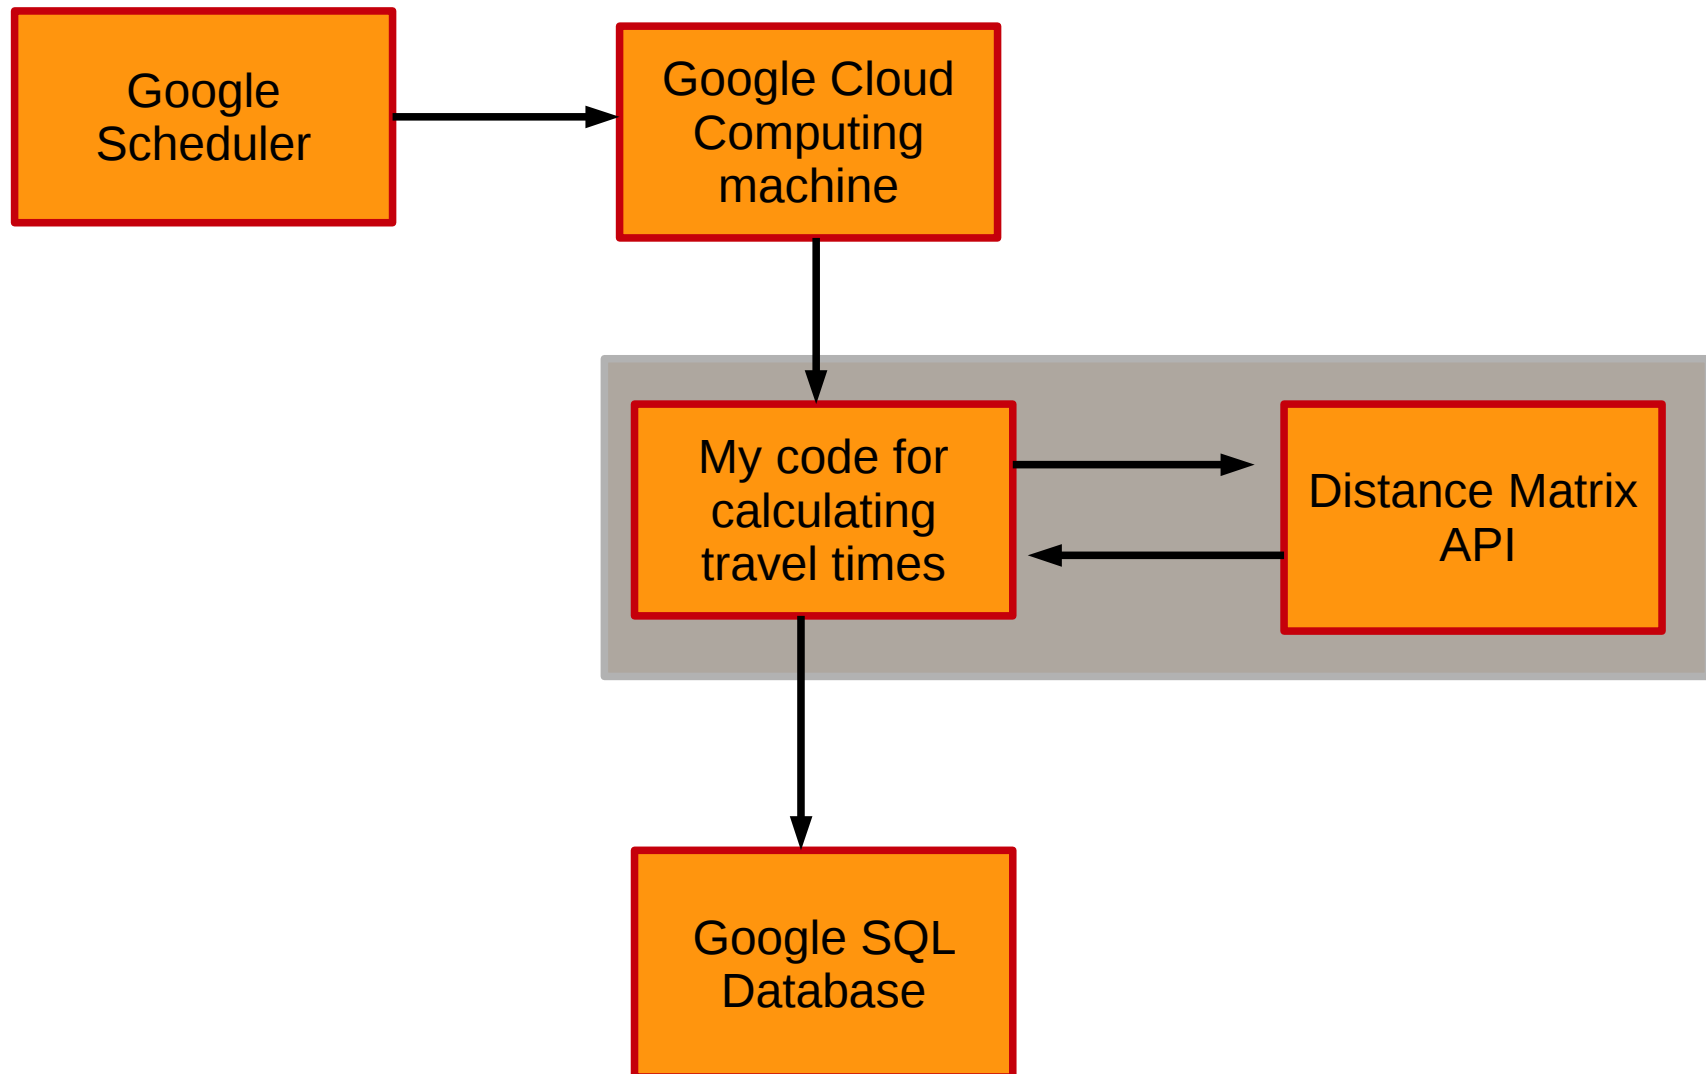 Google
Scheduler
Google Cloud
Computing
machine
My code for
calculating
travel times
Distance Matrix
API
Google SQL
Database